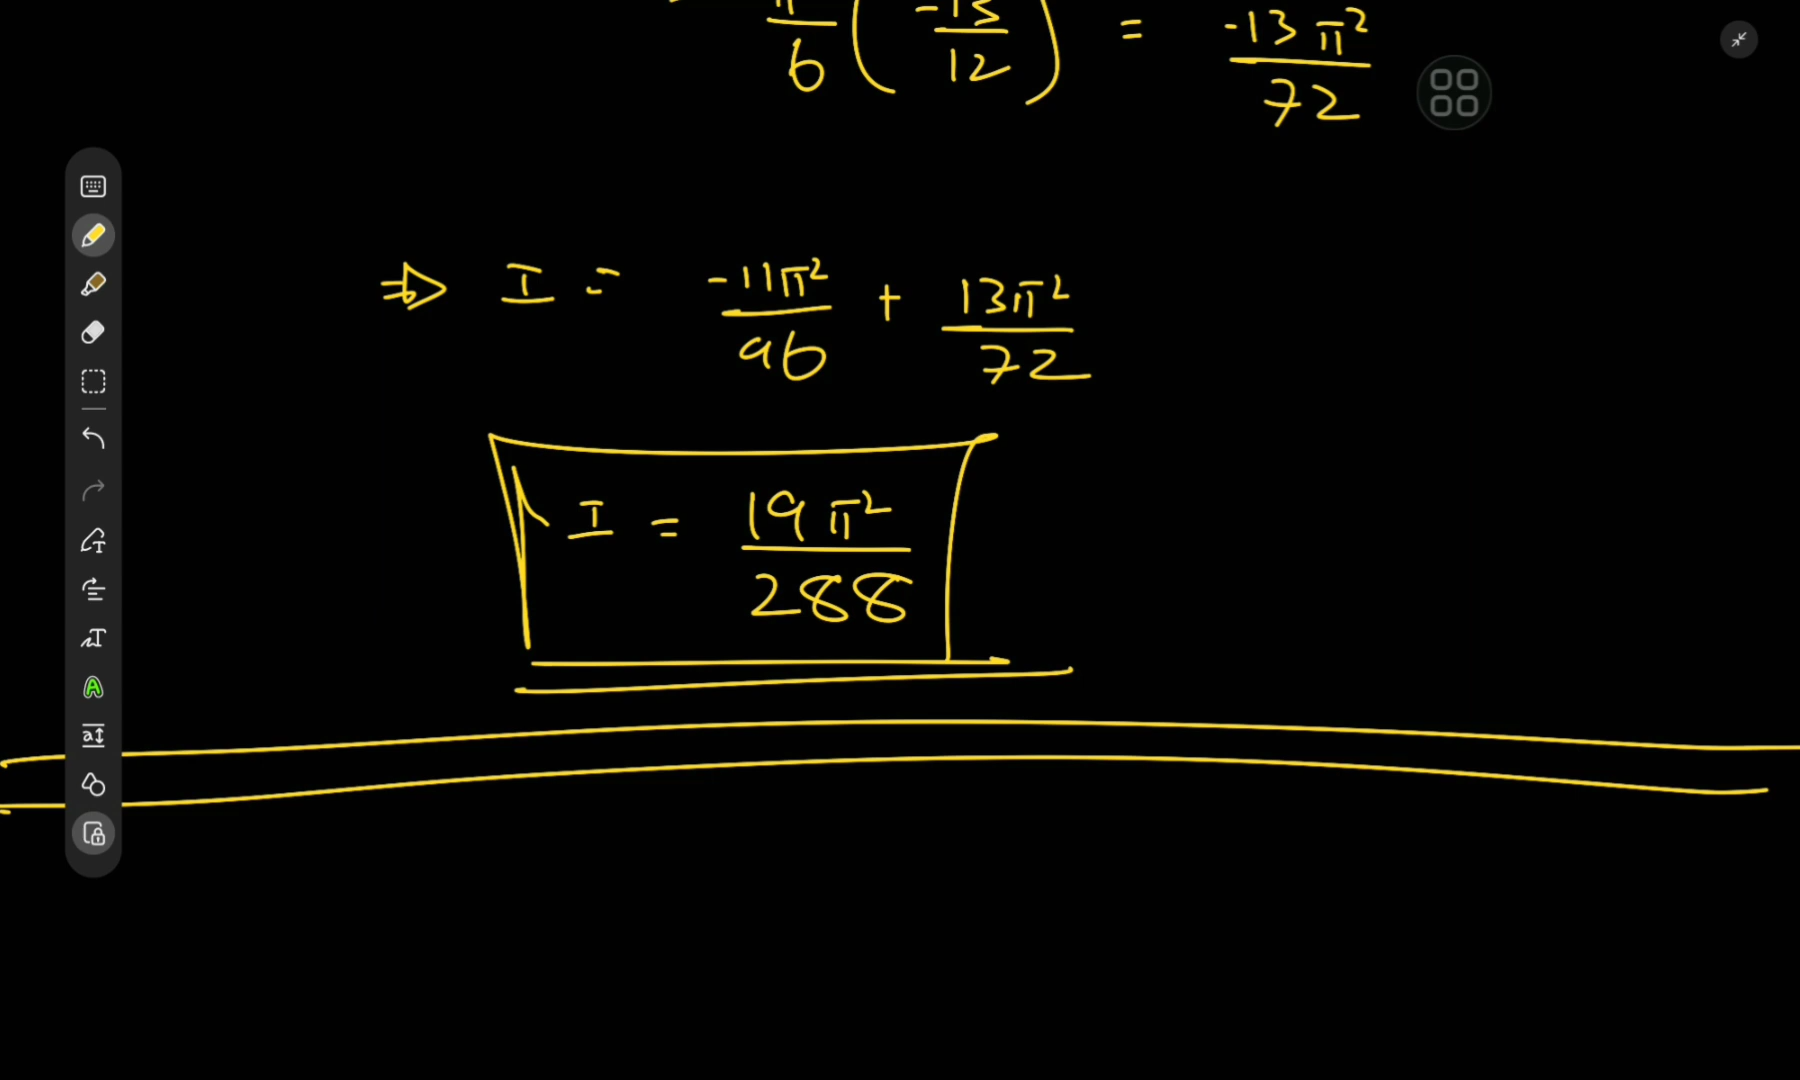 π/6 (-13/12) = -13π²/72
⇒ I = -11π²/96 + 13π²/72
I = 19π²/288